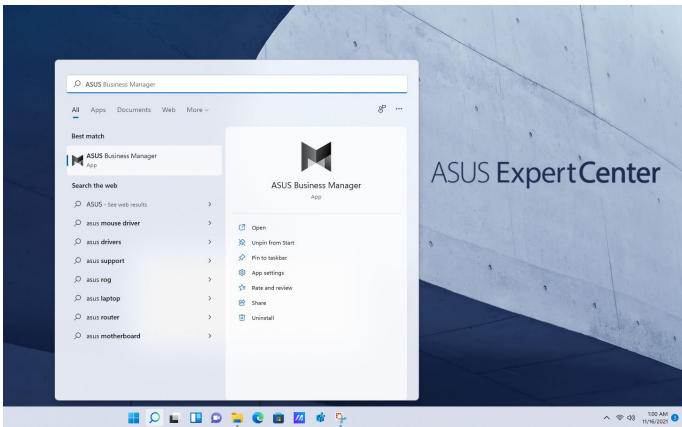 ASUS Business Manager
All Apps Documents Web More
Best match
ASUS Business Manager
App
Search the web
ASUS - See web results
asus mouse driver
asus drivers
asus support
asus rog
asus laptop
asus router
asus motherboard
ASUS Business Manager
App
Open
Unpin from Start
Pin to taskbar
App settings
Rate and review
Share
Uninstall
ASUS ExpertCenter
1:00 AM
11/16/2021